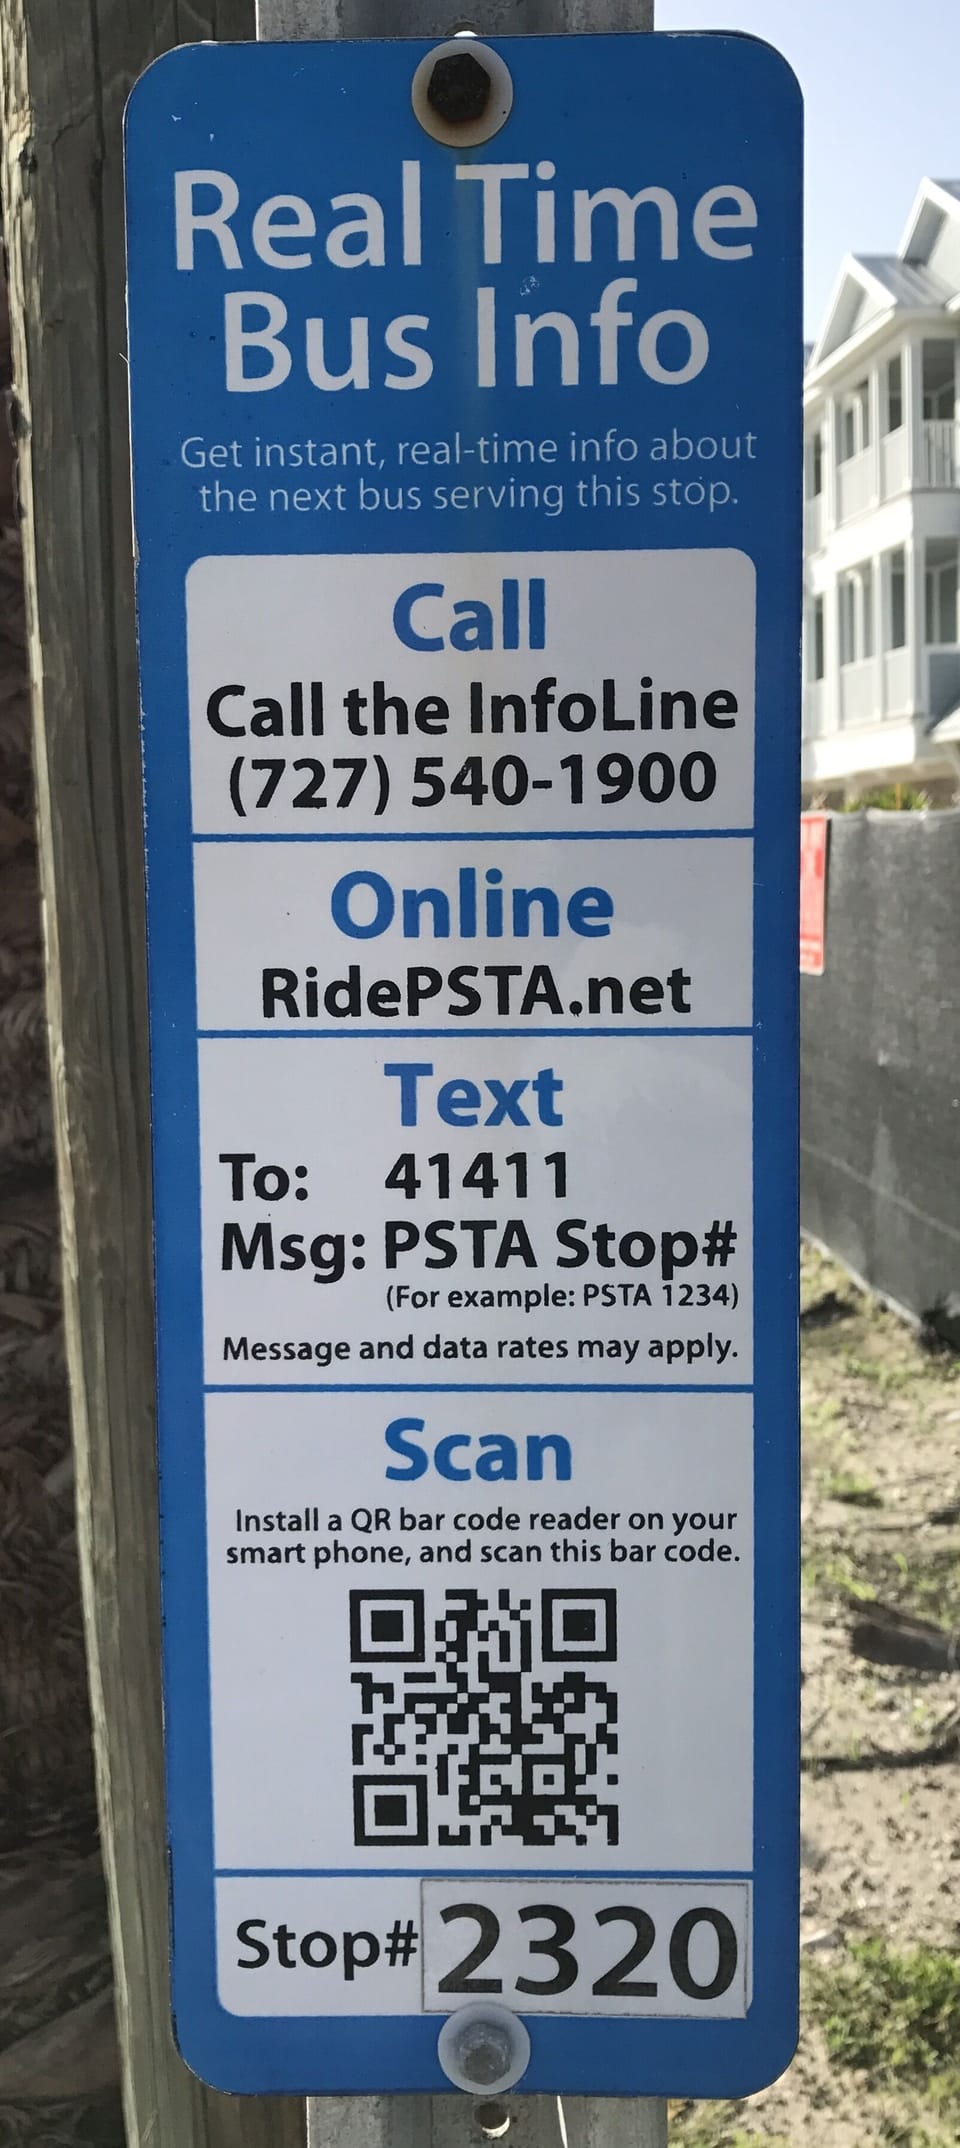 Real Time
Bus Info
Get instant, real-time info about
the next bus serving this stop.
Call
Call the InfoLine
(727) 540-1900
Online
RidePSTA.net
Text
To: 41411
Msg: PSTA Stop#
(For example: PSTA 1234)
Message and data rates may apply.
Scan
Install a QR bar code reader on your
smart phone, and scan this bar code.
Stop# 2320